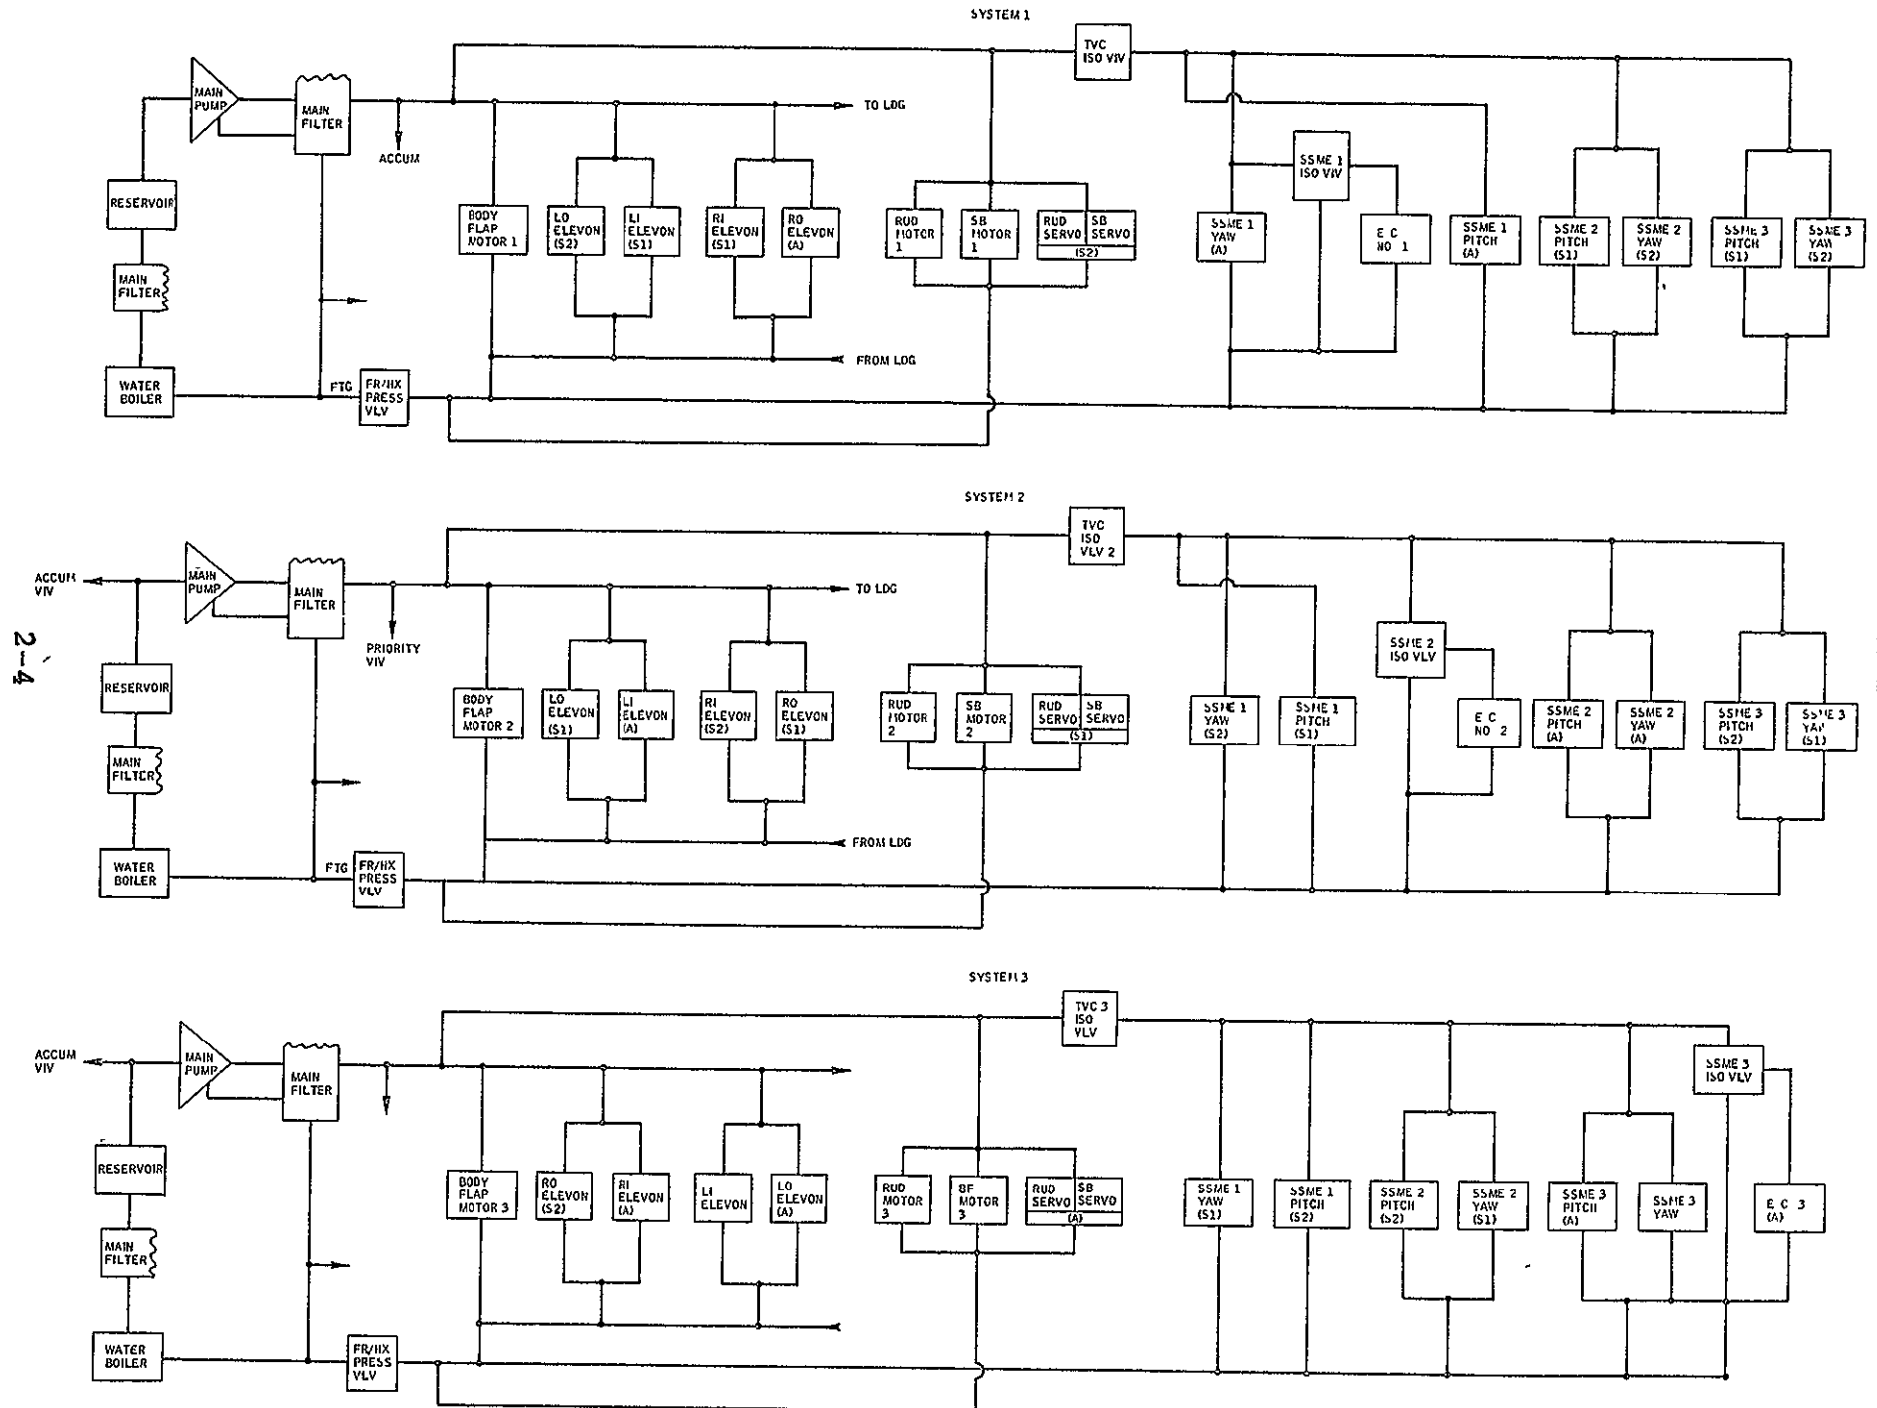 SYSTEM 1
TVC
ISO VIV
MAIN
PUMP
MAIN
FILTER
TO LDG
ACCUM
RESERVOIR
MAIN
FILTER
WATER
BOILER
FTG
FR/HX
PRESS
VLV
BODY
FLAP
MOTOR 1
LO
ELEVON
(S2)
LI
ELEVON
(S1)
RI
ELEVON
(S1)
RO
ELEVON
(A)
FROM LDG
RUD
MOTOR
1
SB
MOTOR
1
RUD
SERVO
SB
SERVO
(S2)
SSME 1
YAW
(A)
SSME 1
ISO VIV
E C
NO 1
SSME 1
PITCH
(A)
SSME 2
PITCH
(S1)
SSME 2
YAW
(S2)
SSME 3
PITCH
(S1)
SSME 3
YAW
(S2)
SYSTEM 2
TVC
ISO
VLV 2
ACCUM
VIV
MAIN
PUMP
MAIN
FILTER
TO LDG
PRIORITY
VIV
RESERVOIR
MAIN
FILTER
WATER
BOILER
FTG
FR/HX
PRESS
VLV
BODY
FLAP
MOTOR 2
LO
ELEVON
(S1)
LI
ELEVON
(A)
RI
ELEVON
(S2)
RO
ELEVON
(S1)
FROM LDG
RUD
MOTOR
2
SB
MOTOR
2
RUD
SERVO
SB
SERVO
(S1)
SSME 1
YAW
(S2)
SSME 1
PITCH
(S1)
SSME 2
ISO VLV
E C
NO 2
SSME 2
PITCH
(A)
SSME 2
YAW
(A)
SSME 3
PITCH
(S2)
SSME 3
YAW
(S1)
2-4
SYSTEM 3
TVC 3
ISO
VLV
ACCUM
VIV
MAIN
PUMP
MAIN
FILTER
RESERVOIR
MAIN
FILTER
WATER
BOILER
FR/HX
PRESS
VLV
BODY
FLAP
MOTOR 3
RO
ELEVON
(S2)
RI
ELEVON
(A)
LI
ELEVON
LO
ELEVON
(A)
RUD
MOTOR
3
BF
MOTOR
3
RUD
SERVO
SB
SERVO
(A)
SSME 1
YAW
(S1)
SSME 1
PITCH
(S2)
SSME 2
PITCH
(S2)
SSME 2
YAW
(S1)
SSME 3
PITCH
(A)
SSME 3
YAW
SSME 3
ISO VLV
E C 3
(A)